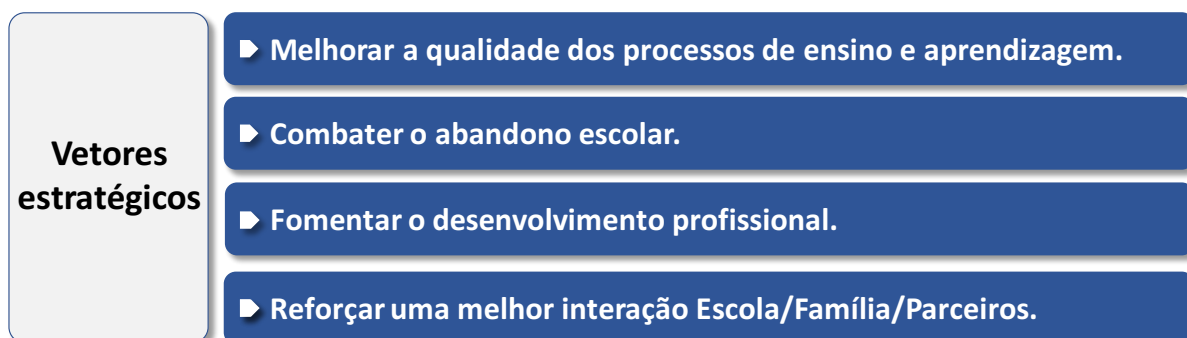 Vetores
estratégicos
Melhorar a qualidade dos processos de ensino e aprendizagem.
Combater o abandono escolar.
Fomentar o desenvolvimento profissional.
Reforçar uma melhor interação Escola/Família/Parceiros.